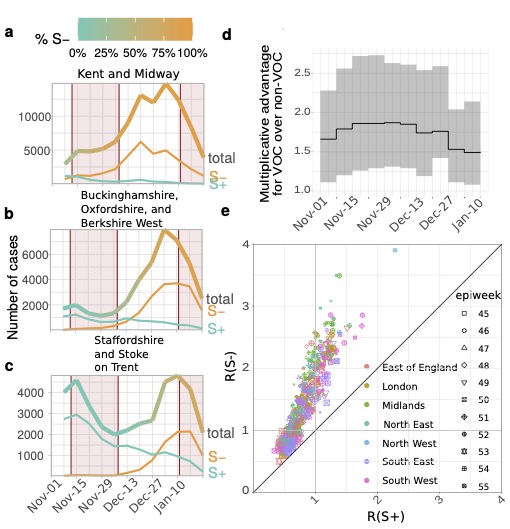 a
% S−
0% 25% 50% 75% 100%
Kent and Midway
10000
5000
total
S−
S+
Buckinghamshire,
Oxfordshire, and
Berkshire West
b
Number of cases
6000
4000
2000
total
S−
S+
Staffordshire
and Stoke
on Trent
c
4000
3000
2000
1000
total
S−
S+
Nov-01 Nov-15 Nov-29 Dec-13 Dec-27 Jan-10
d
Multiplicative advantage
for VOC over non-VOC
2.5
2.0
1.5
1.0
Nov-01 Nov-15 Nov-29 Dec-13 Dec-27 Jan-10
e
R(S-)
4
3
2
1
0
1 2 3 4
R(S+)
East of England
London
Midlands
North East
North West
South East
South West
epiweek
45
46
47
48
49
50
51
52
53
54
55